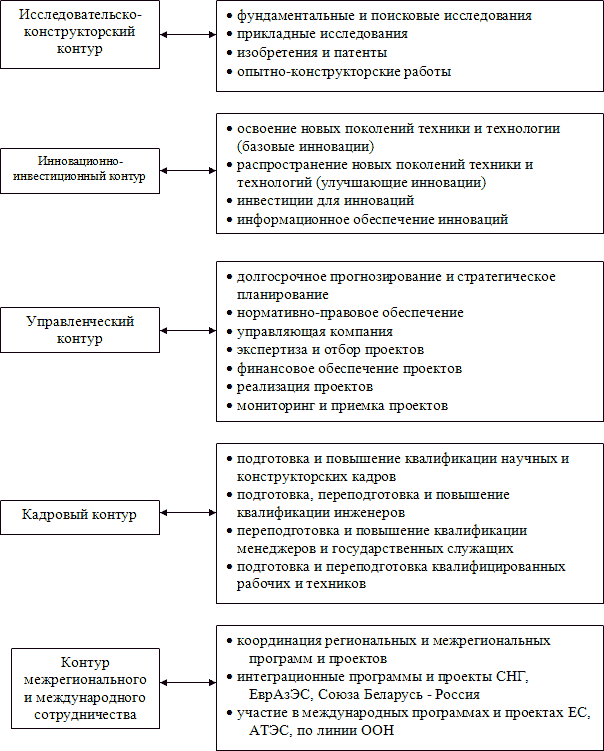 Исследовательско-
конструкторский
контур
• фундаментальные и поисковые исследования
• прикладные исследования
• изобретения и патенты
• опытно-конструкторские работы
Инновационно-
инвестиционный контур
• освоение новых поколений техники и технологии
(базовые инновации)
• распространение новых поколений техники и
технологий (улучшающие инновации)
• инвестиции для инноваций
• информационное обеспечение инноваций
Управленческий
контур
• долгосрочное прогнозирование и стратегическое
планирование
• нормативно-правовое обеспечение
• управляющая компания
• экспертиза и отбор проектов
• финансовое обеспечение проектов
• реализация проектов
• мониторинг и приемка проектов
Кадровый контур
• подготовка и повышение квалификации научных и
конструкторских кадров
• подготовка, переподготовка и повышение
квалификации инженеров
• переподготовка и повышение квалификации
менеджеров и государственных служащих
• подготовка и переподготовка квалифицированных
рабочих и техников
Контур
межрегионального
и международного
сотрудничества
• координация региональных и межрегиональных
программ и проектов
• интеграционные программы и проекты СНГ,
ЕврАзЭС, Союза Беларусь - Россия
• участие в международных программах и проектах ЕС,
АТЭС, по линии ООН